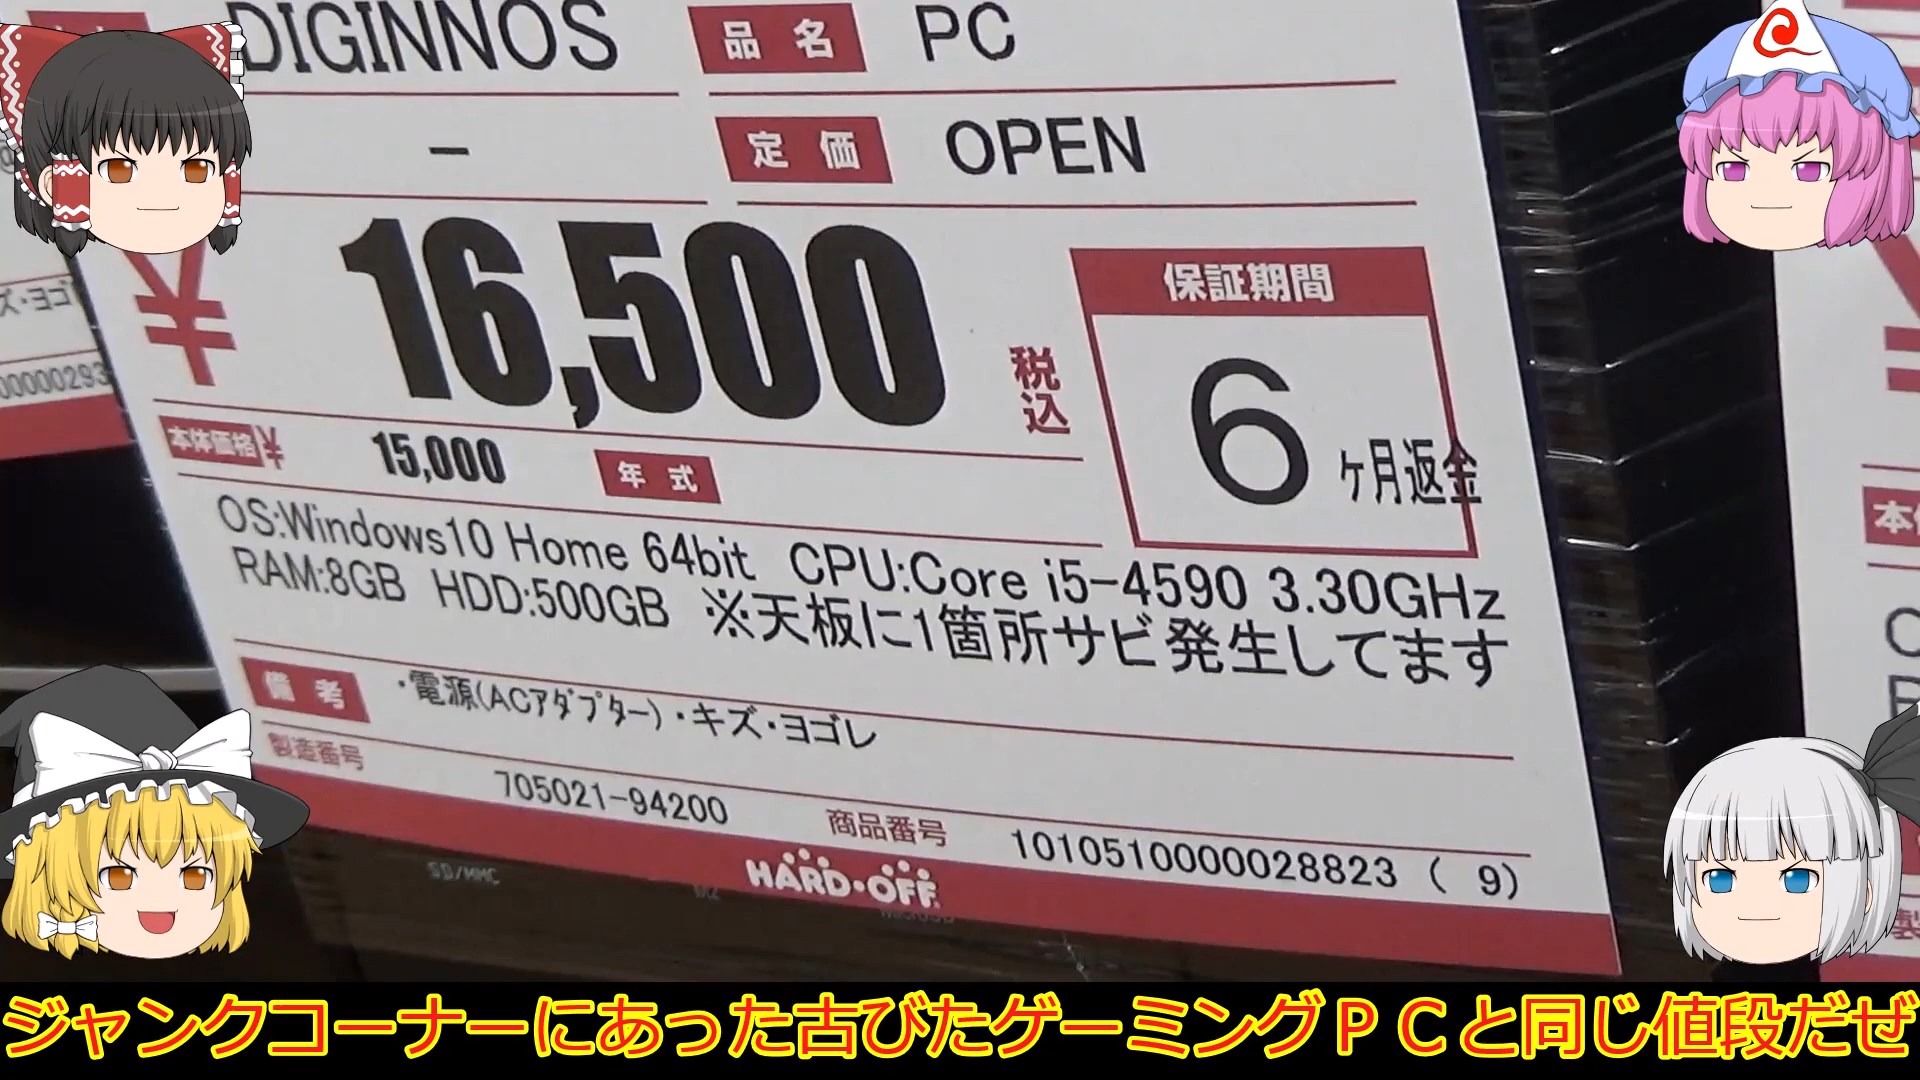 DIGINNOS 品名 PC
- 定価 OPEN
¥ 16,500 税込
保証期間
6ヶ月返金
本体価格¥ 15,000 年式
OS:Windows10 Home 64bit CPU:Core i5-4590 3.30GHz
RAM:8GB HDD:500GB ※天板に1箇所サビ発生してます
備考 ・電源(ACアダプター)・キズ・ヨゴレ
製造番号 705021-94200 商品番号 1010510000028823 ( 9)
HARD・OFF
SD/MMC
ズ・ヨゴ
00000293
ジャンクコーナーにあった古びたゲーミングPCと同じ値段だぜ